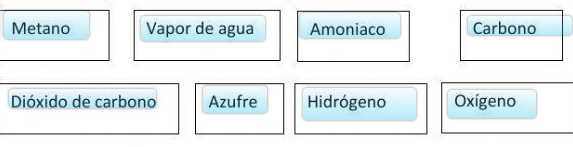 Metano
Vapor de agua
Amoniaco
Carbono
Dióxido de carbono
Azufre
Hidrógeno
Oxígeno